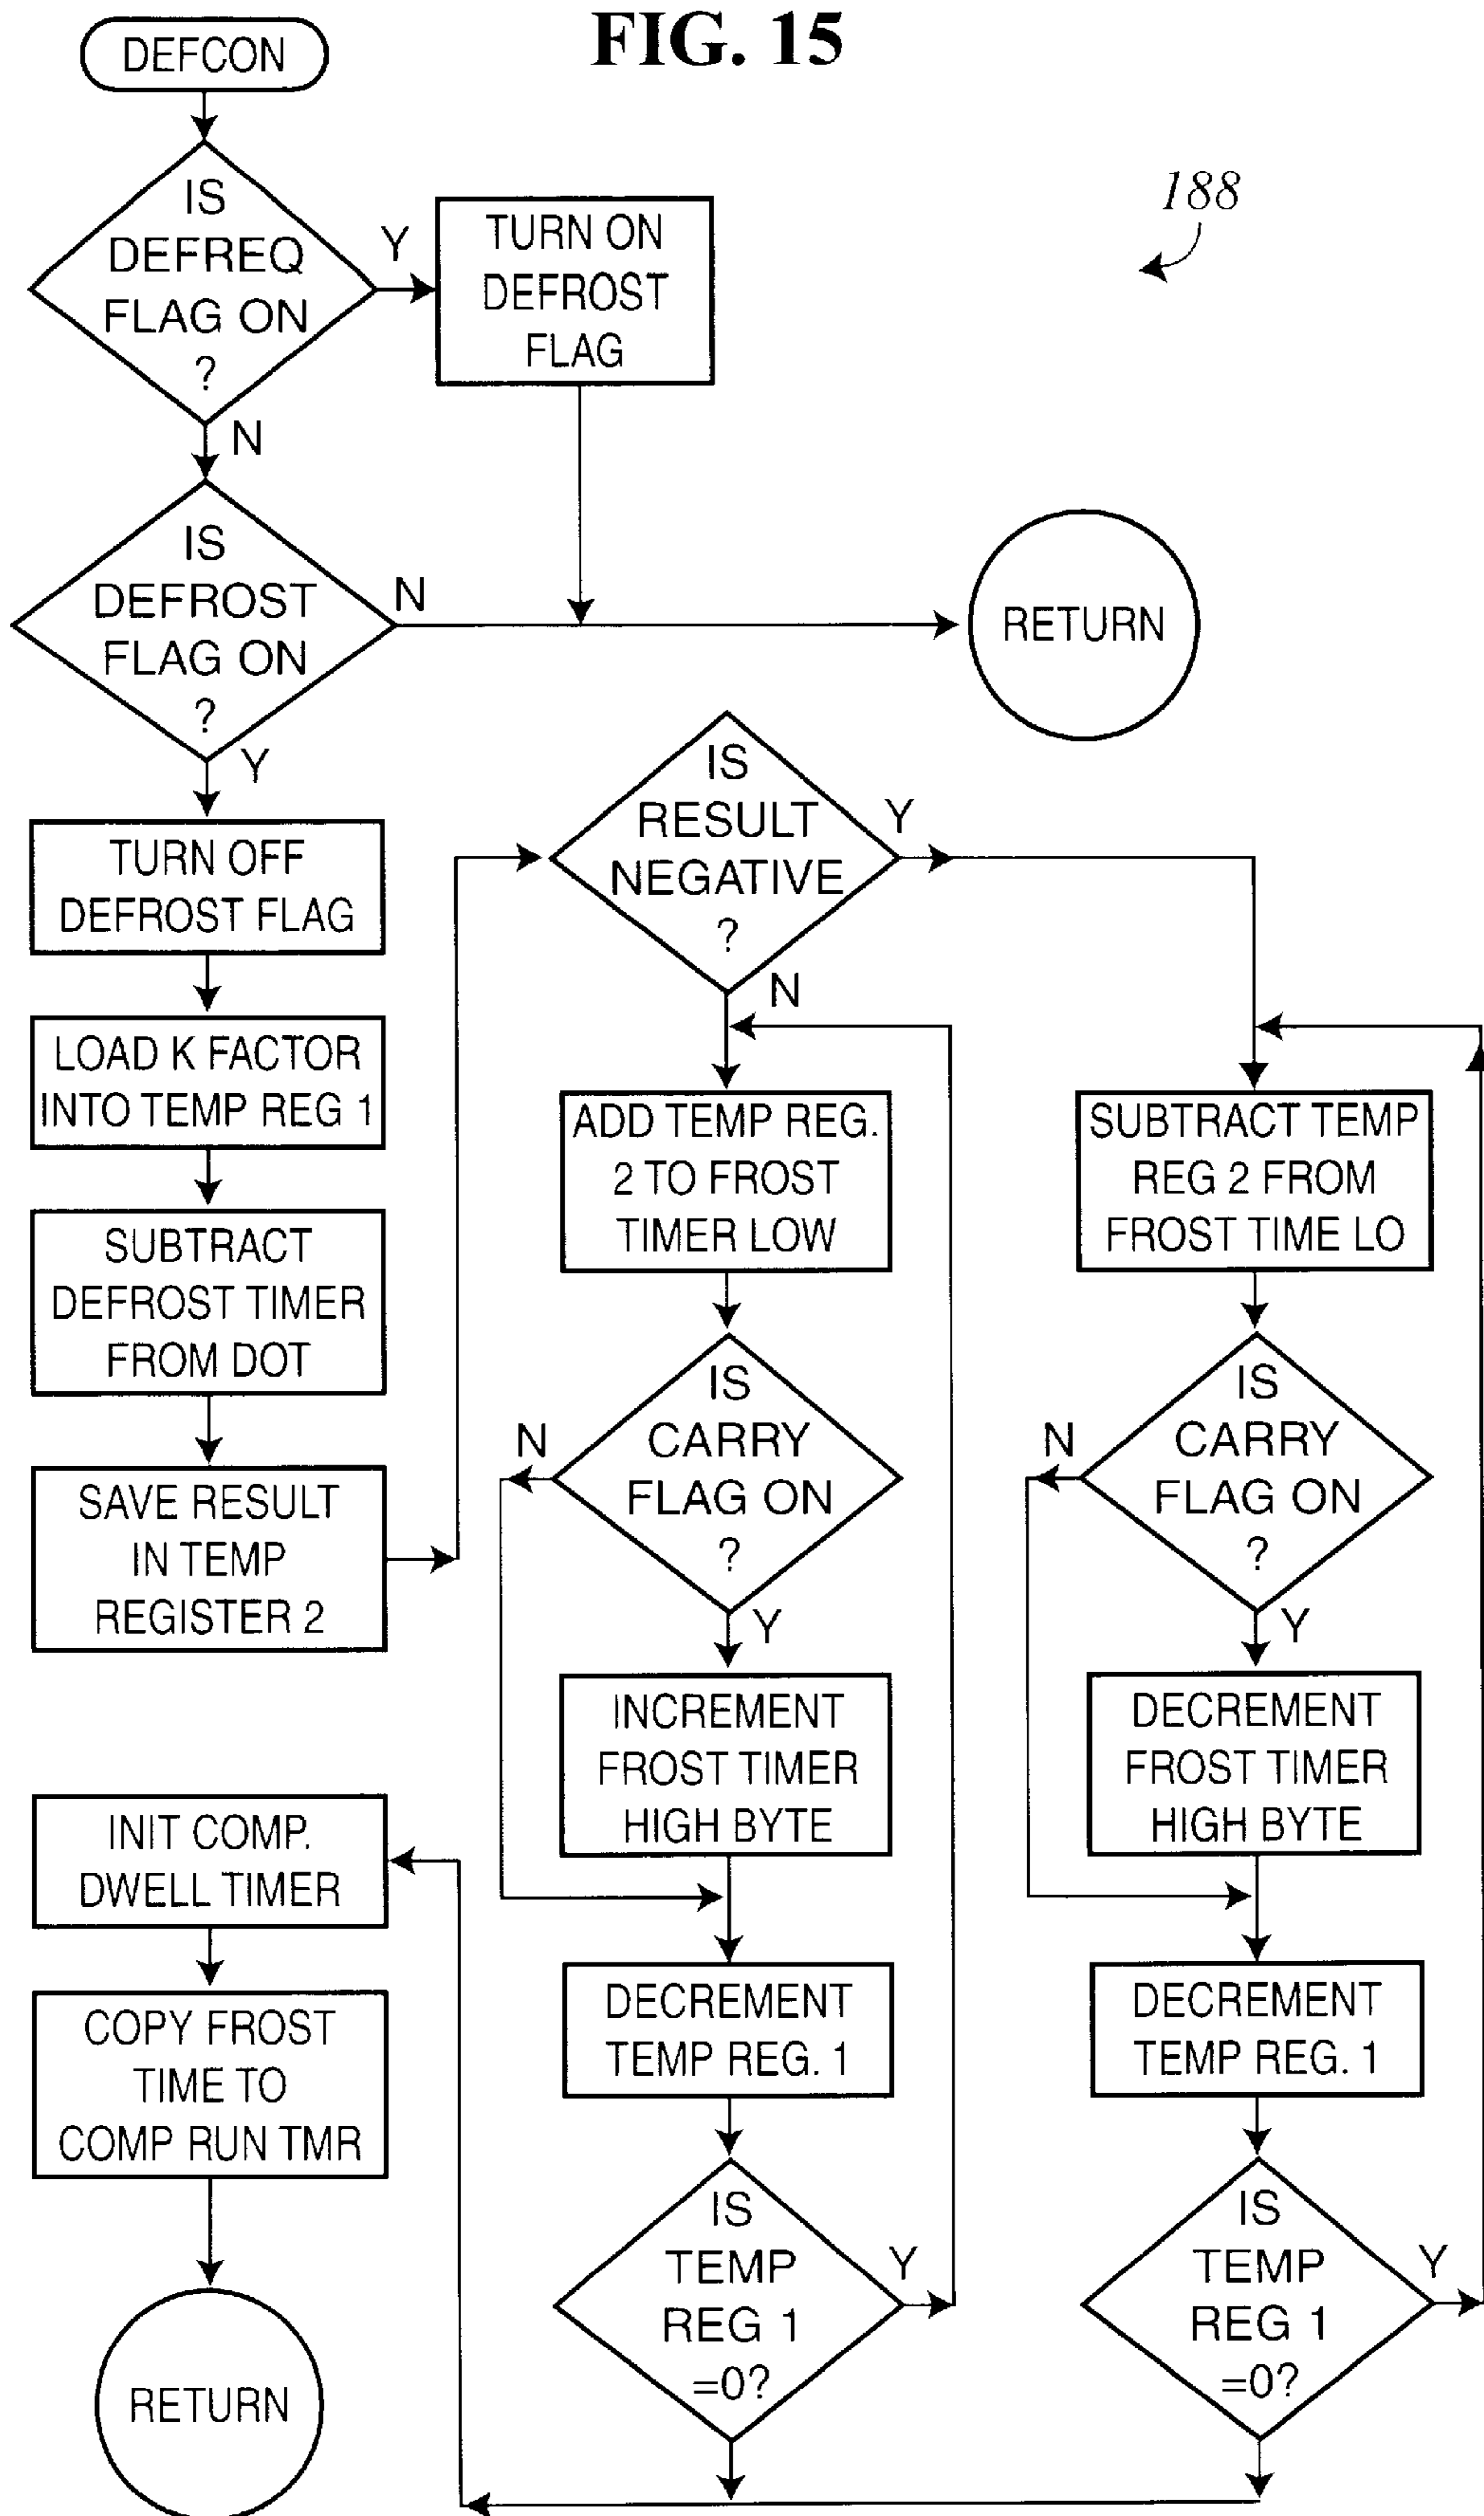 FIG. 15
DEFCON
188
IS
DEFREQ
FLAG ON
?
Y
N
TURN ON
DEFROST
FLAG
IS
DEFROST
FLAG ON
?
N
Y
RETURN
TURN OFF
DEFROST FLAG
LOAD K FACTOR
INTO TEMP REG 1
SUBTRACT
DEFROST TIMER
FROM DOT
SAVE RESULT
IN TEMP
REGISTER 2
IS
RESULT
NEGATIVE
?
Y
N
ADD TEMP REG.
2 TO FROST
TIMER LOW
IS
CARRY
FLAG ON
?
N
Y
INCREMENT
FROST TIMER
HIGH BYTE
DECREMENT
TEMP REG. 1
IS
TEMP
REG 1
=0?
Y
SUBTRACT TEMP
REG 2 FROM
FROST TIME LO
IS
CARRY
FLAG ON
?
N
Y
DECREMENT
FROST TIMER
HIGH BYTE
DECREMENT
TEMP REG. 1
IS
TEMP
REG 1
=0?
Y
INIT COMP.
DWELL TIMER
COPY FROST
TIME TO
COMP RUN TMR
RETURN